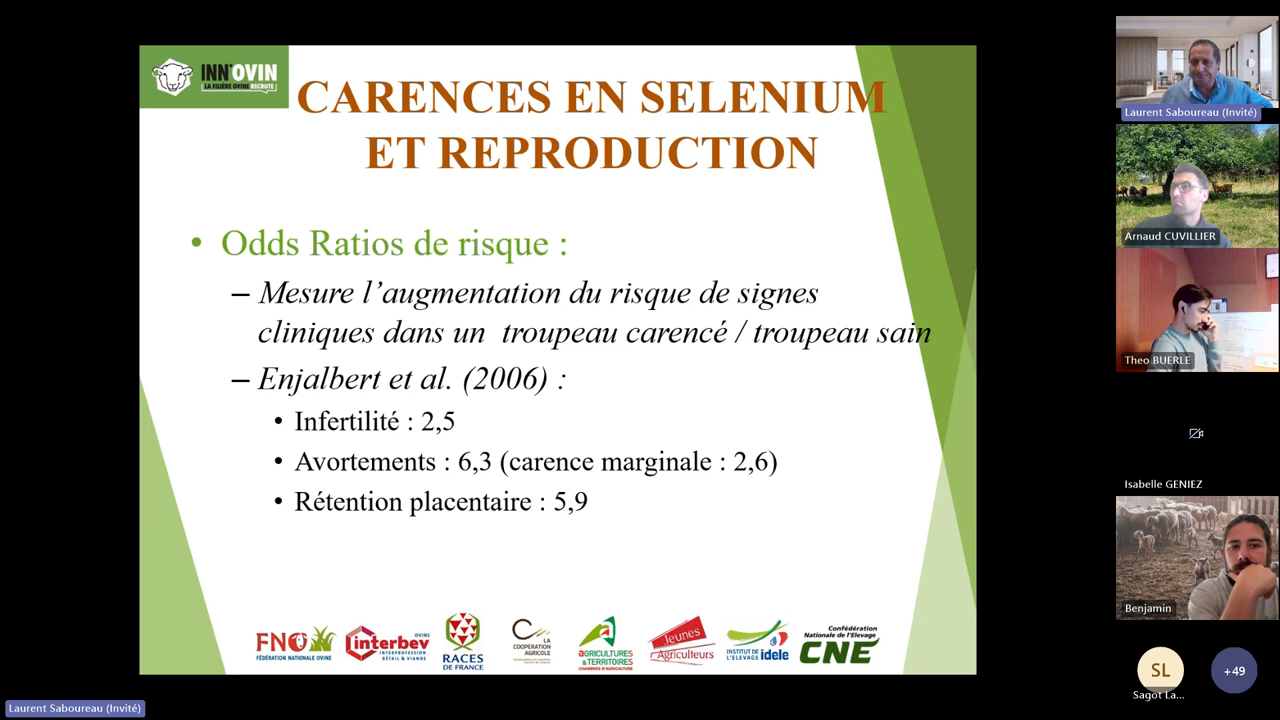 INN'OVIN
LA FILIÈRE OVINE RECRUTE !
CARENCES EN SELENIUM
ET REPRODUCTION
• Odds Ratios de risque :
– Mesure l’augmentation du risque de signes
cliniques dans un troupeau carencé / troupeau sain
– Enjalbert et al. (2006) :
• Infertilité : 2,5
• Avortements : 6,3 (carence marginale : 2,6)
• Rétention placentaire : 5,9
FNO
FÉDÉRATION NATIONALE OVINE
OVINS
interbev
INTERPROFESSION
BÉTAIL & VIANDE
RACES
DE FRANCE
LA
COOPÉRATION
AGRICOLE
AGRICULTURES
& TERRITOIRES
CHAMBRES D'AGRICULTURE
Jeunes
Agriculteurs
INSTITUT DE
L'ELEVAGE idele
Confédération
Nationale de l'Elevage
CNE
Laurent Saboureau (Invité)
Arnaud CUVILLIER
Theo BUERLE
Isabelle GENIEZ
Benjamin
SL
Sagot La...
+49
Laurent Saboureau (Invité)